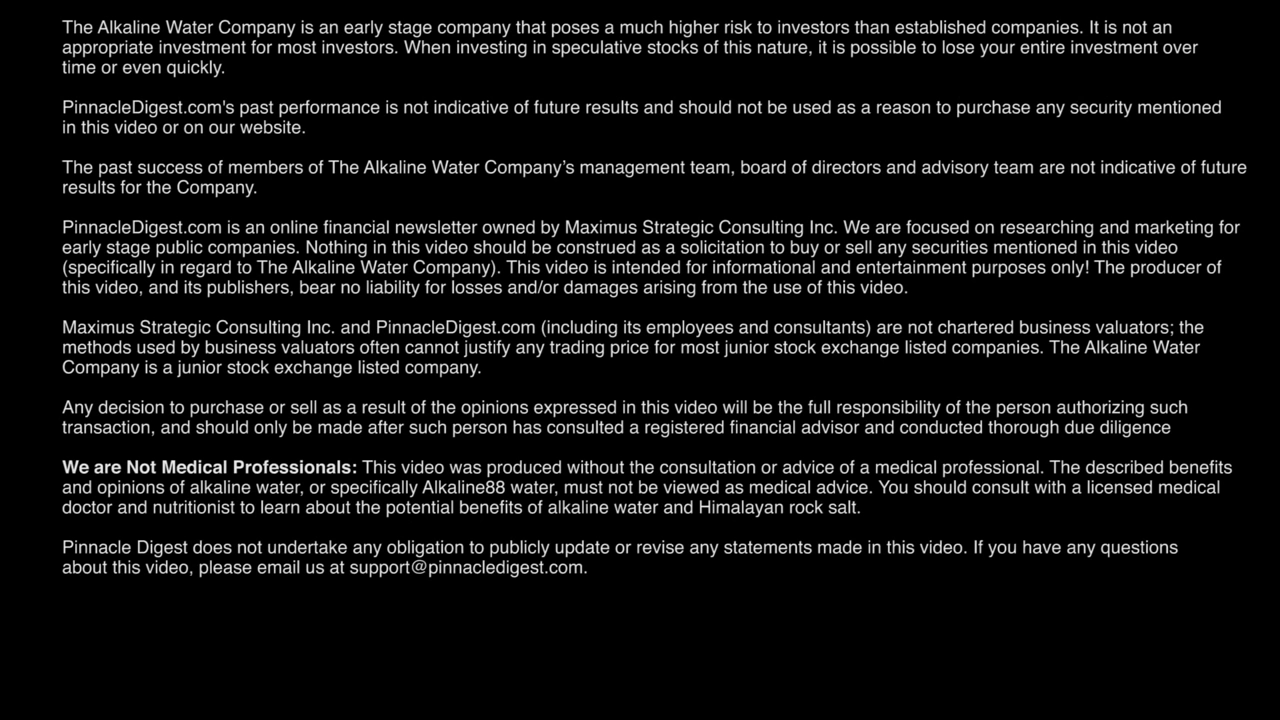 The Alkaline Water Company is an early stage company that poses a much higher risk to investors than established companies. It is not an
appropriate investment for most investors. When investing in speculative stocks of this nature, it is possible to lose your entire investment over
time or even quickly.
PinnacleDigest.com's past performance is not indicative of future results and should not be used as a reason to purchase any security mentioned
in this video or on our website.
The past success of members of The Alkaline Water Company’s management team, board of directors and advisory team are not indicative of future
results for the Company.
PinnacleDigest.com is an online financial newsletter owned by Maximus Strategic Consulting Inc. We are focused on researching and marketing for
early stage public companies. Nothing in this video should be construed as a solicitation to buy or sell any securities mentioned in this video
(specifically in regard to The Alkaline Water Company). This video is intended for informational and entertainment purposes only! The producer of
this video, and its publishers, bear no liability for losses and/or damages arising from the use of this video.
Maximus Strategic Consulting Inc. and PinnacleDigest.com (including its employees and consultants) are not chartered business valuators; the
methods used by business valuators often cannot justify any trading price for most junior stock exchange listed companies. The Alkaline Water
Company is a junior stock exchange listed company.
Any decision to purchase or sell as a result of the opinions expressed in this video will be the full responsibility of the person authorizing such
transaction, and should only be made after such person has consulted a registered financial advisor and conducted thorough due diligence
We are Not Medical Professionals: This video was produced without the consultation or advice of a medical professional. The described benefits
and opinions of alkaline water, or specifically Alkaline88 water, must not be viewed as medical advice. You should consult with a licensed medical
doctor and nutritionist to learn about the potential benefits of alkaline water and Himalayan rock salt.
Pinnacle Digest does not undertake any obligation to publicly update or revise any statements made in this video. If you have any questions
about this video, please email us at support@pinnacledigest.com.